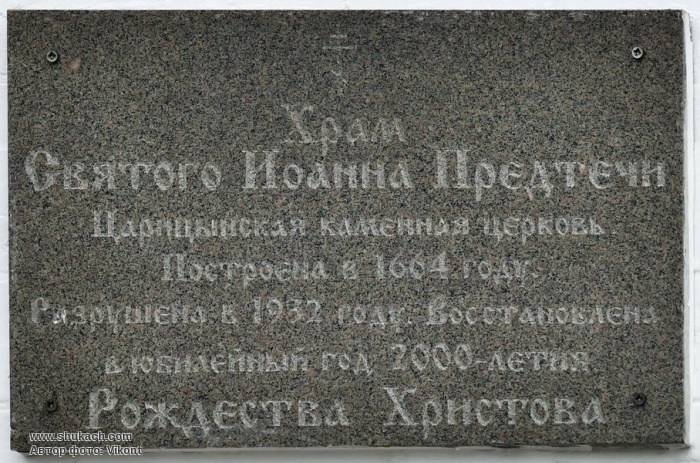 Храм
Святого Иоанна Предтечи
Царицынская каменная церковь.
Построена в 1664 году.
Разрушена в 1932 году. Восстановлена
в юбилейный год 2000-летия
Рождества Христова
www.shukach.com
Автор фото: Vikont